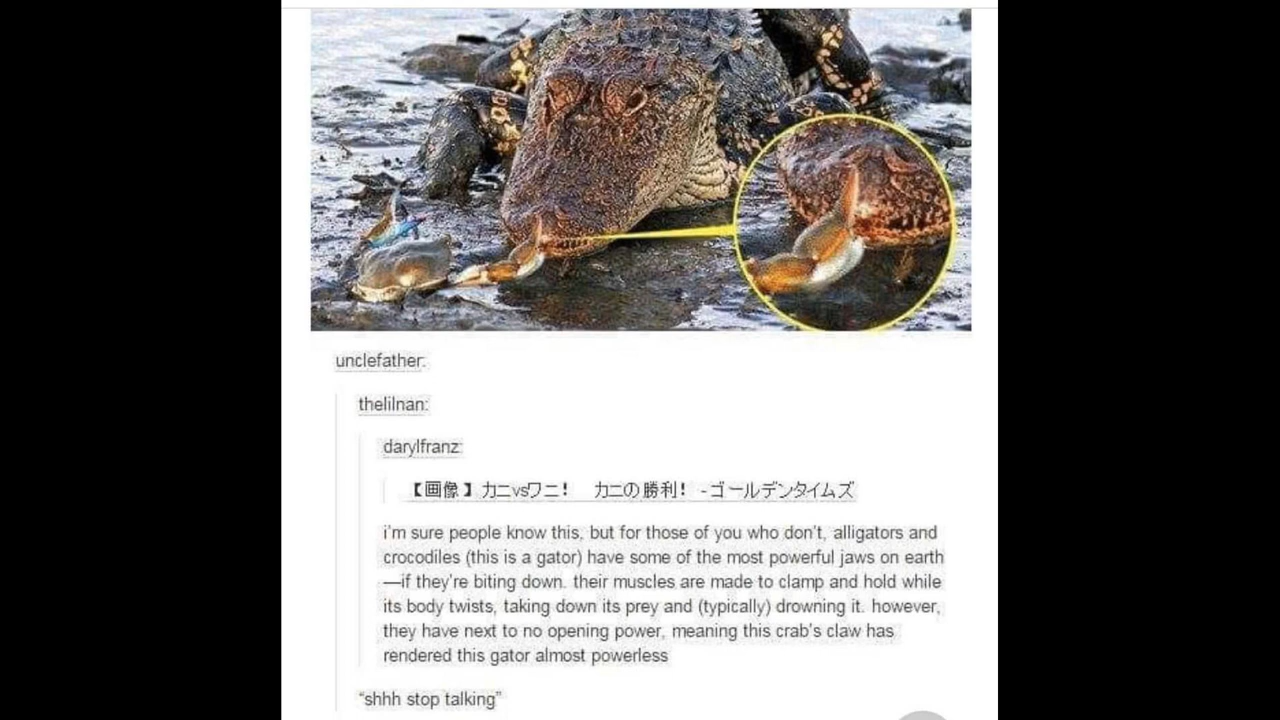 unclefather:
thelilnan:
darylfranz:
【画像】カニvsワニ！　カニの勝利！ -ゴールデンタイムズ
i'm sure people know this, but for those of you who don't, alligators and
crocodiles (this is a gator) have some of the most powerful jaws on earth
—if they're biting down. their muscles are made to clamp and hold while
its body twists, taking down its prey and (typically) drowning it. however,
they have next to no opening power, meaning this crab's claw has
rendered this gator almost powerless
“shhh stop talking”